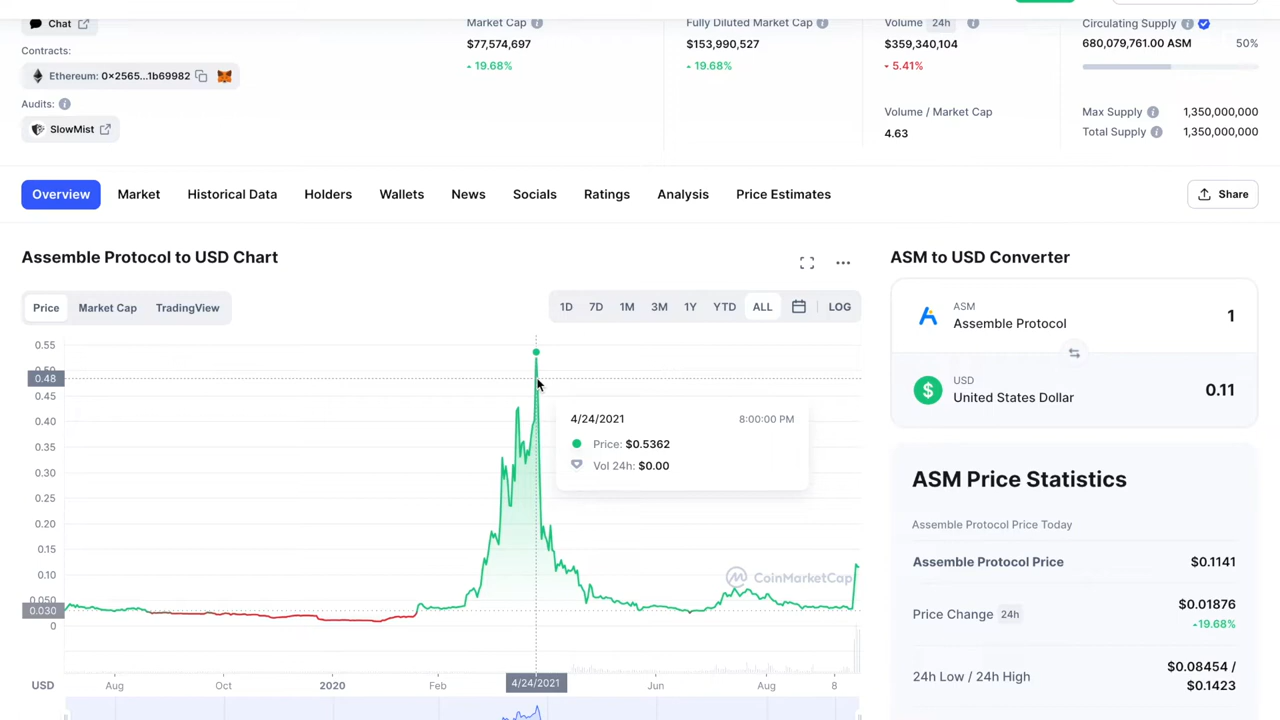 Chat
Market Cap
Fully Diluted Market Cap
Volume 24h
Circulating Supply
Contracts:
$77,574,697
$153,990,527
$359,340,104
680,079,761.00 ASM 50%
19.68%
19.68%
5.41%
Ethereum: 0x2565...1b69982
Audits:
Volume / Market Cap
Max Supply 1,350,000,000
SlowMist
4.63
Total Supply 1,350,000,000
Overview Market Historical Data Holders Wallets News Socials Ratings Analysis Price Estimates Share
Assemble Protocol to USD Chart
Price Market Cap TradingView
1D 7D 1M 3M 1Y YTD ALL LOG
0.55
0.50
0.48
0.45
0.40
0.35
0.30
0.25
0.20
0.15
0.10
0.050
0.030
0
4/24/2021 8:00:00 PM
Price: $0.5362
Vol 24h: $0.00
CoinMarketCap
USD Aug Oct 2020 Feb 4/24/2021 Jun Aug 8
ASM to USD Converter
ASM
Assemble Protocol 1
USD
United States Dollar 0.11
ASM Price Statistics
Assemble Protocol Price Today
Assemble Protocol Price $0.1141
Price Change 24h $0.01876
19.68%
24h Low / 24h High $0.08454 /
$0.1423